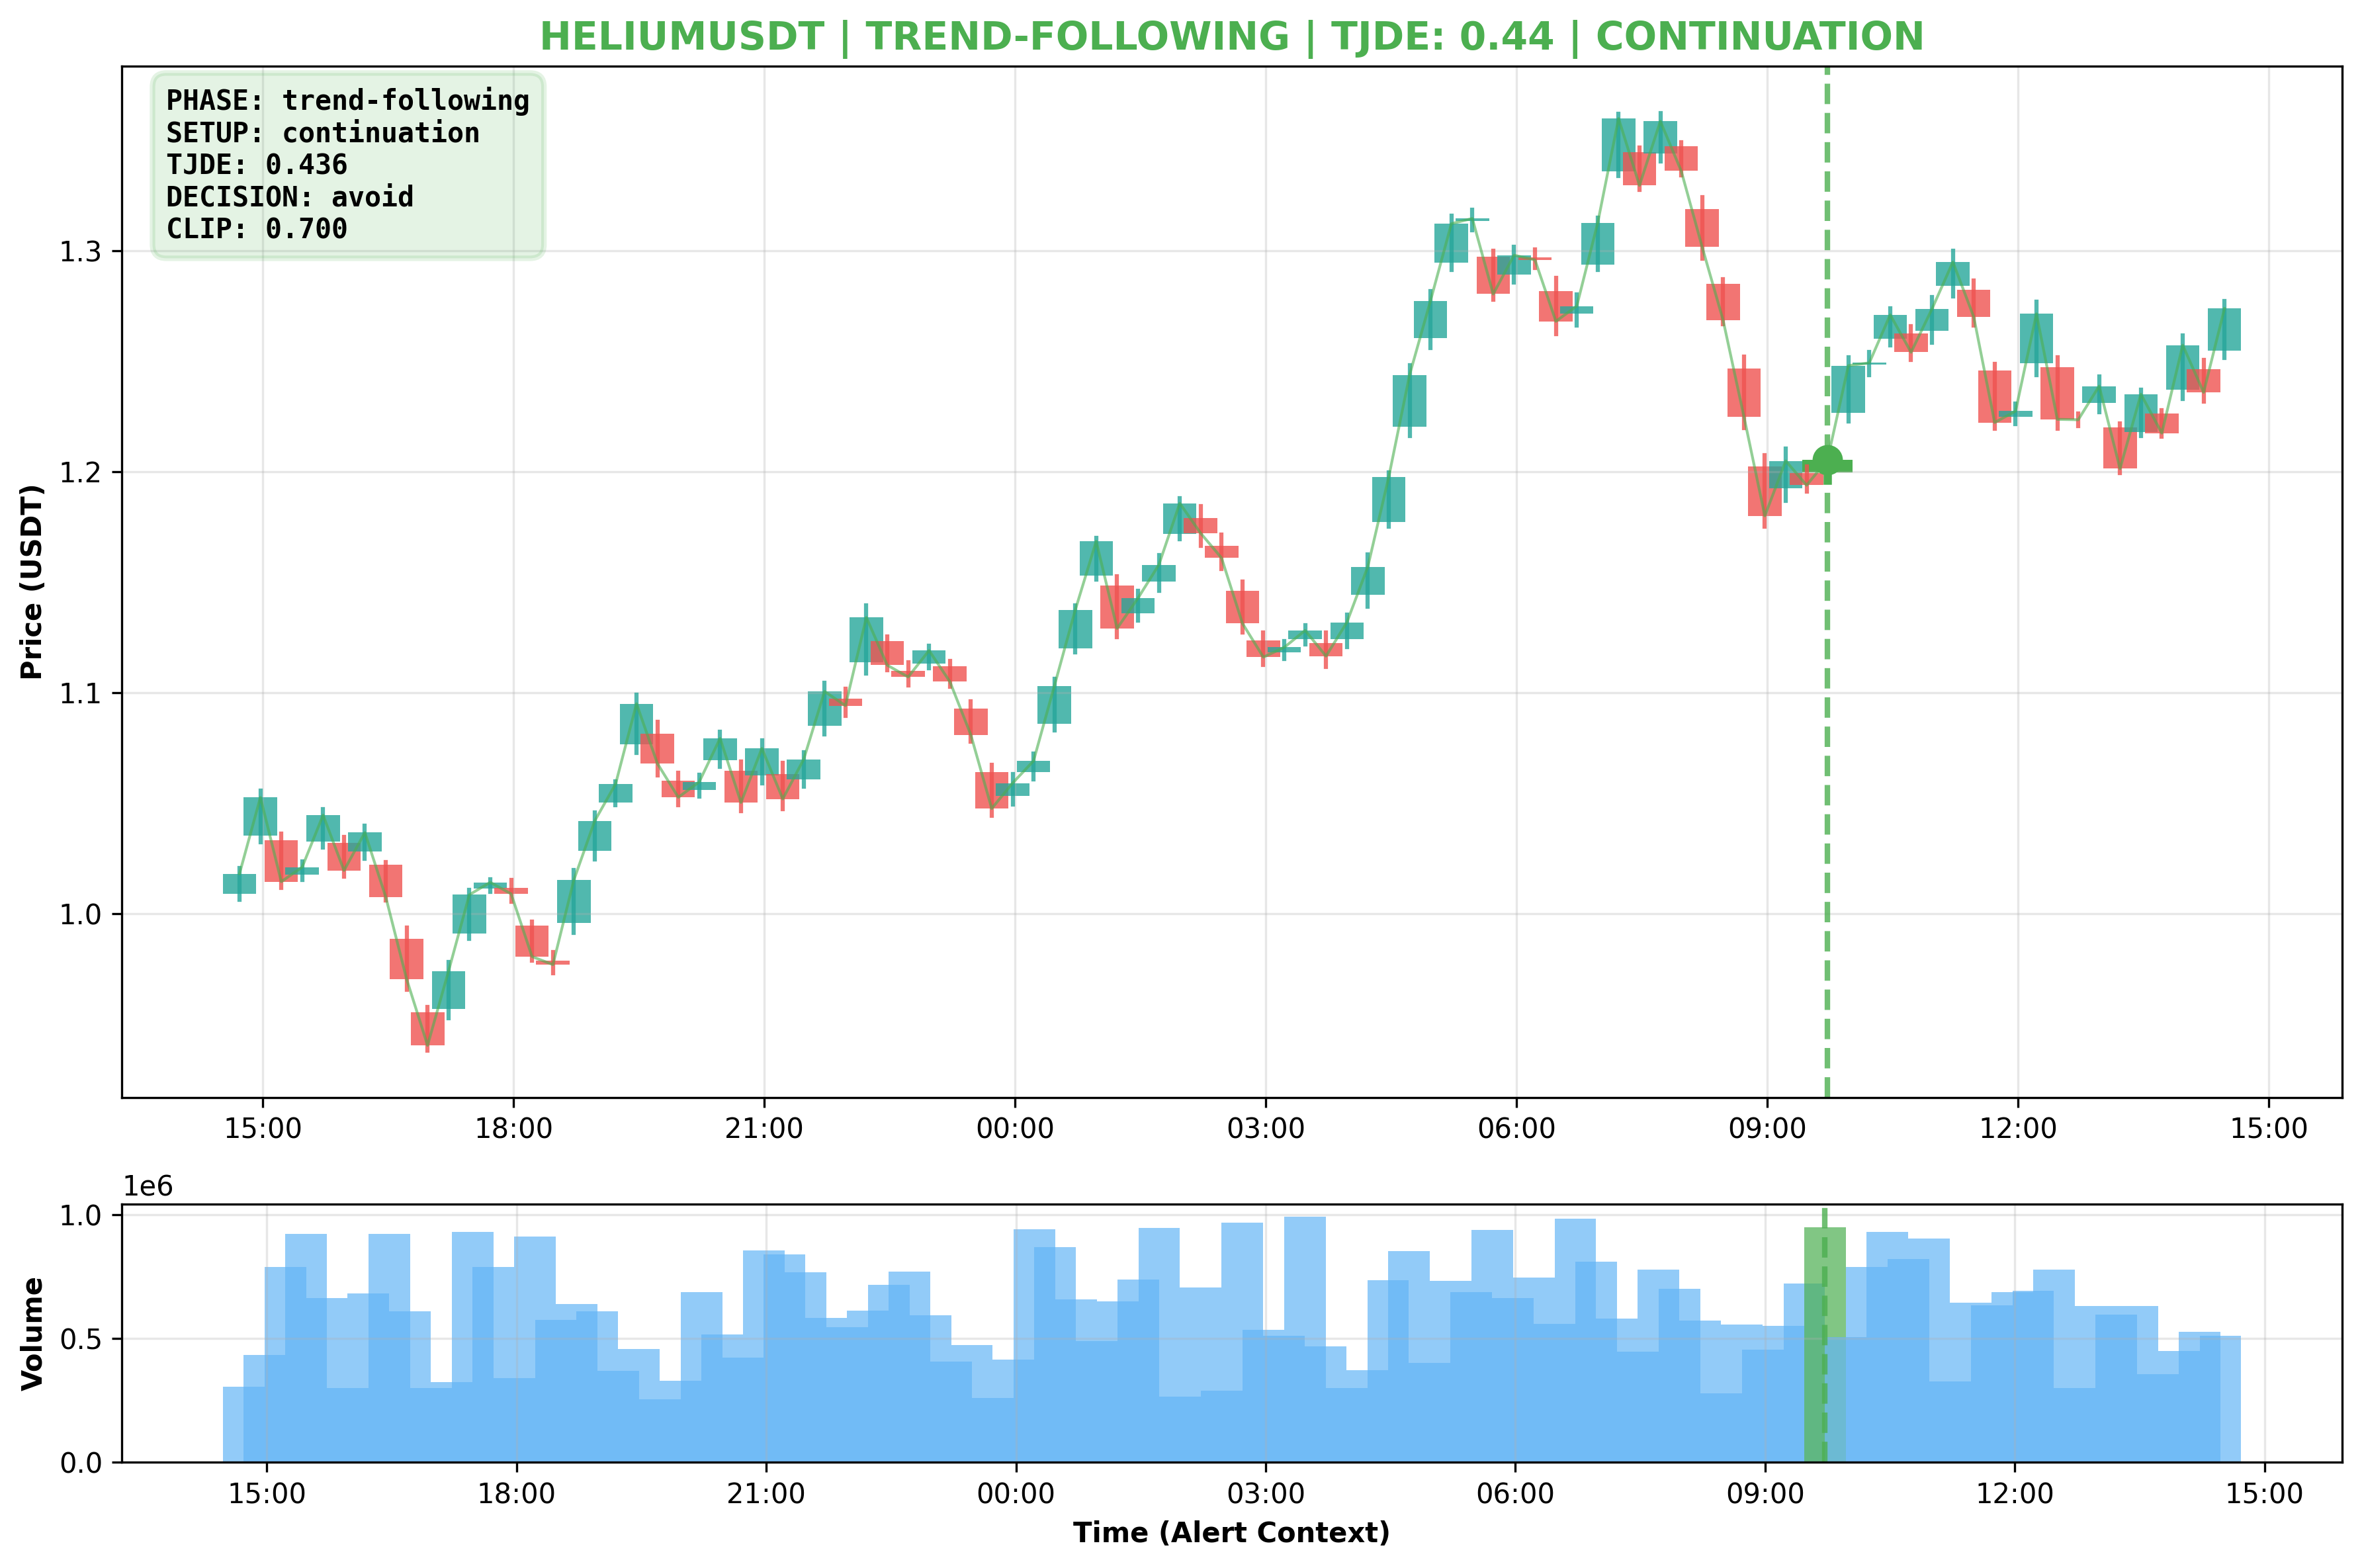 HELIUMUSDT | TREND-FOLLOWING | TJDE: 0.44 | CONTINUATION
PHASE: trend-following
SETUP: continuation
TJDE: 0.436
DECISION: avoid
CLIP: 0.700
Price (USDT)
1.3
1.2
1.1
1.0
15:00 18:00 21:00 00:00 03:00 06:00 09:00 12:00 15:00
1e6
Volume
1.0
0.5
0.0
15:00 18:00 21:00 00:00 03:00 06:00 09:00 12:00 15:00
Time (Alert Context)